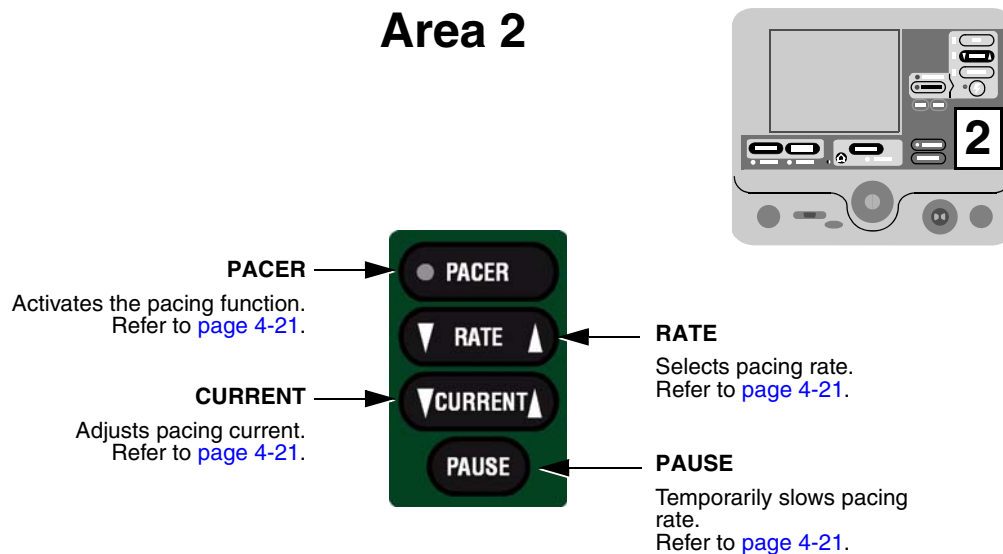 Area 2
2
PACER
Activates the pacing function.
Refer to page 4-21.
CURRENT
Adjusts pacing current.
Refer to page 4-21.
PACER
RATE
CURRENT
PAUSE
RATE
Selects pacing rate.
Refer to page 4-21.
PAUSE
Temporarily slows pacing
rate.
Refer to page 4-21.